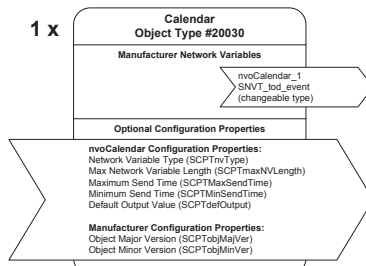 1 x
Calendar
Object Type #20030
Manufacturer Network Variables
nvoCalendar_1
SNVT_tod_event
(changeable type)
Optional Configuration Properties
nvoCalendar Configuration Properties:
Network Variable Type (SCPTnvType)
Max Network Variable Length (SCPTmaxNVLength)
Maximum Send Time (SCPTMaxSendTime)
Minimum Send Time (SCPTMinSendTime)
Default Output Value (SCPTdefOutput)
Manufacturer Configuration Properties:
Object Major Version (SCPTobjMajVer)
Object Minor Version (SCPTobjMinVer)